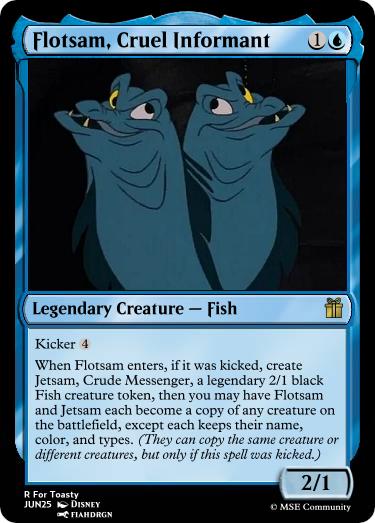 Flotsam, Cruel Informant 1
Legendary Creature — Fish
Kicker 4
When Flotsam enters, if it was kicked, create
Jetsam, Crude Messenger, a legendary 2/1 black
Fish creature token, then you may have Flotsam
and Jetsam each become a copy of any creature on
the battlefield, except each keeps their name,
color, and types. (They can copy the same creature or
different creatures, but only if this spell was kicked.)
2/1
R For Toasty
JUN25 Disney
FIAHDRGN
© MSE Community